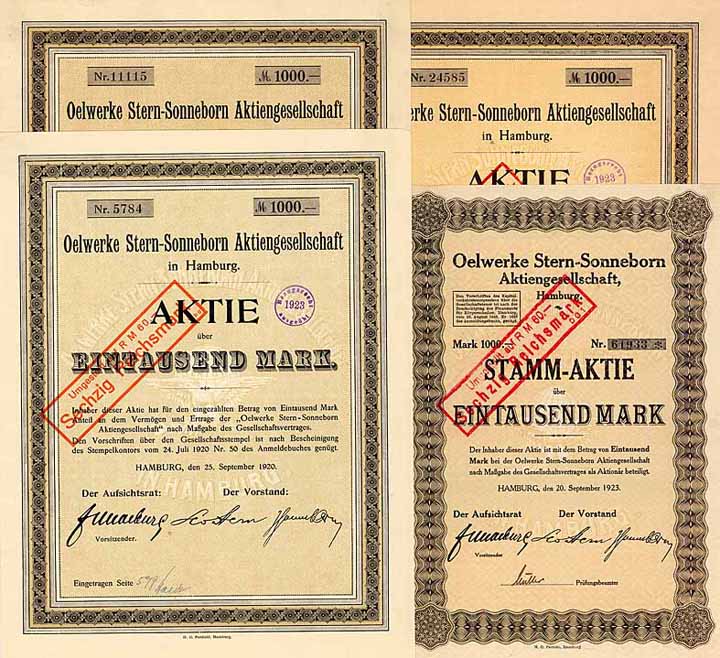 Nr. 11115
M 1000.—
Oelwerke Stern-Sonneborn Aktiengesellschaft
Nr. 24585
M 1000.—
werke Stern-Sonneborn Aktiengesellschaft
in Hamburg.
AKTIE
1923
Nr. 5784
M 1000.—
Oelwerke Stern-Sonneborn Aktiengesellschaft
in Hamburg.
AKTIE
über
EINTAUSEND MARK.
Bezugsrecht
1923
ausgeübt
RM 60
Sechzig Reichsmark
Inhaber dieser Aktie hat für den eingezahlten Betrag von Eintausend Mark
Anteil an dem Vermögen und Ertrage der „Oelwerke Stern-Sonneborn
Aktiengesellschaft" nach Maßgabe des Gesellschaftsvertrages.
Den Vorschriften über den Gesellschaftsstempel ist nach Bescheinigung
des Stempelkontors vom 24. Juli 1920 Nr. 50 des Anmeldebuches genügt.
HAMBURG, den 25. September 1920.
Der Aufsichtsrat: Der Vorstand:
Vorsitzender.
Eingetragen Seite
IN HAMBURG
Oelwerke Stern-Sonneborn
Aktiengesellschaft,
Hamburg.
Mark 1000.— Nr. 61933
RM 60—
Sechzig Reichsmark
STAMM-AKTIE
über
EINTAUSEND MARK
Der Inhaber dieser Aktie ist mit dem Betrag von Eintausend
Mark bei der Oelwerke Stern-Sonneborn Aktiengesellschaft
nach Maßgabe des Gesellschaftsvertrages als Aktionär beteiligt.
HAMBURG, den 20. September 1923.
Der Aufsichtsrat Der Vorstand
Vorsitzender
Müller Prüfungsbeamter